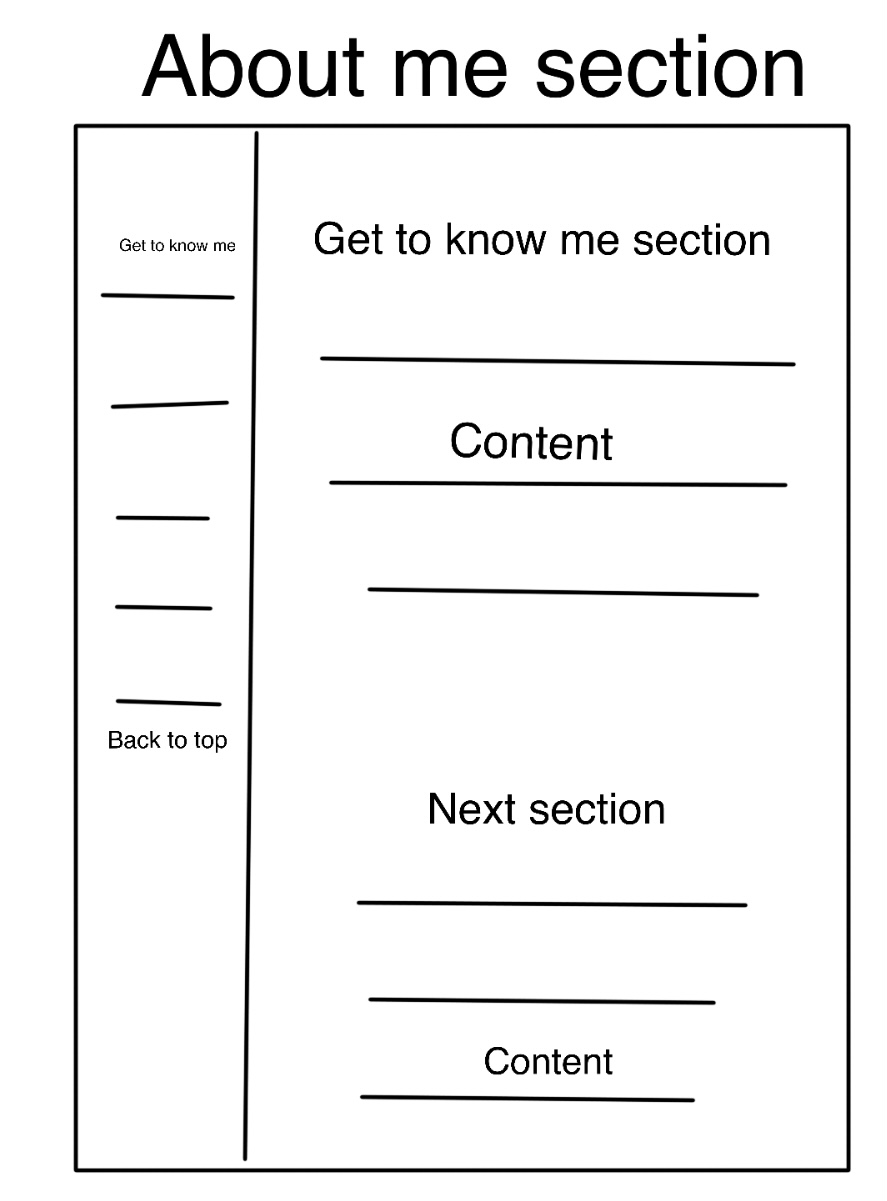 About me section
Get to know me
Back to top
Get to know me section
Content
Next section
Content